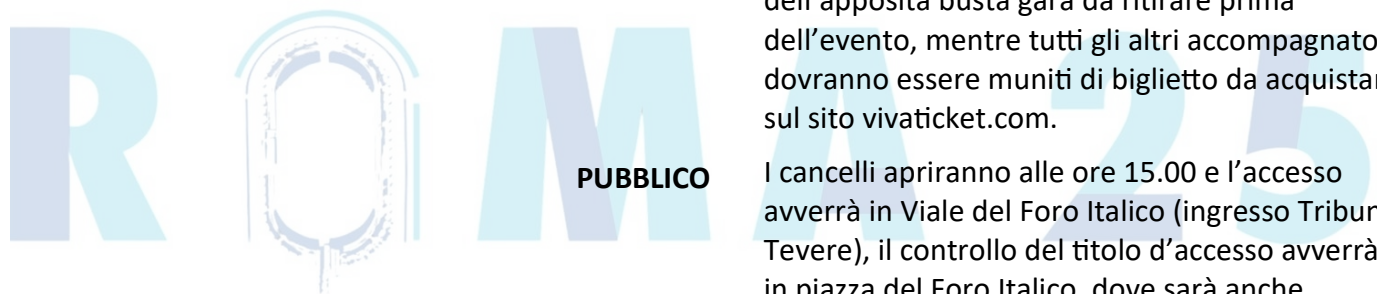 dell'apposita busta gara da ritirare prima
dell'evento, mentre tutti gli altri accompagnato
dovranno essere muniti di biglietto da acquistar
sul sito vivaticket.com.
PUBBLICO
I cancelli apriranno alle ore 15.00 e l'accesso
avverrà in Viale del Foro Italico (ingresso Tribun
Tevere), il controllo del titolo d'accesso avverrà
in piazza del Foro Italico, dove sarà anche
ROMA 25